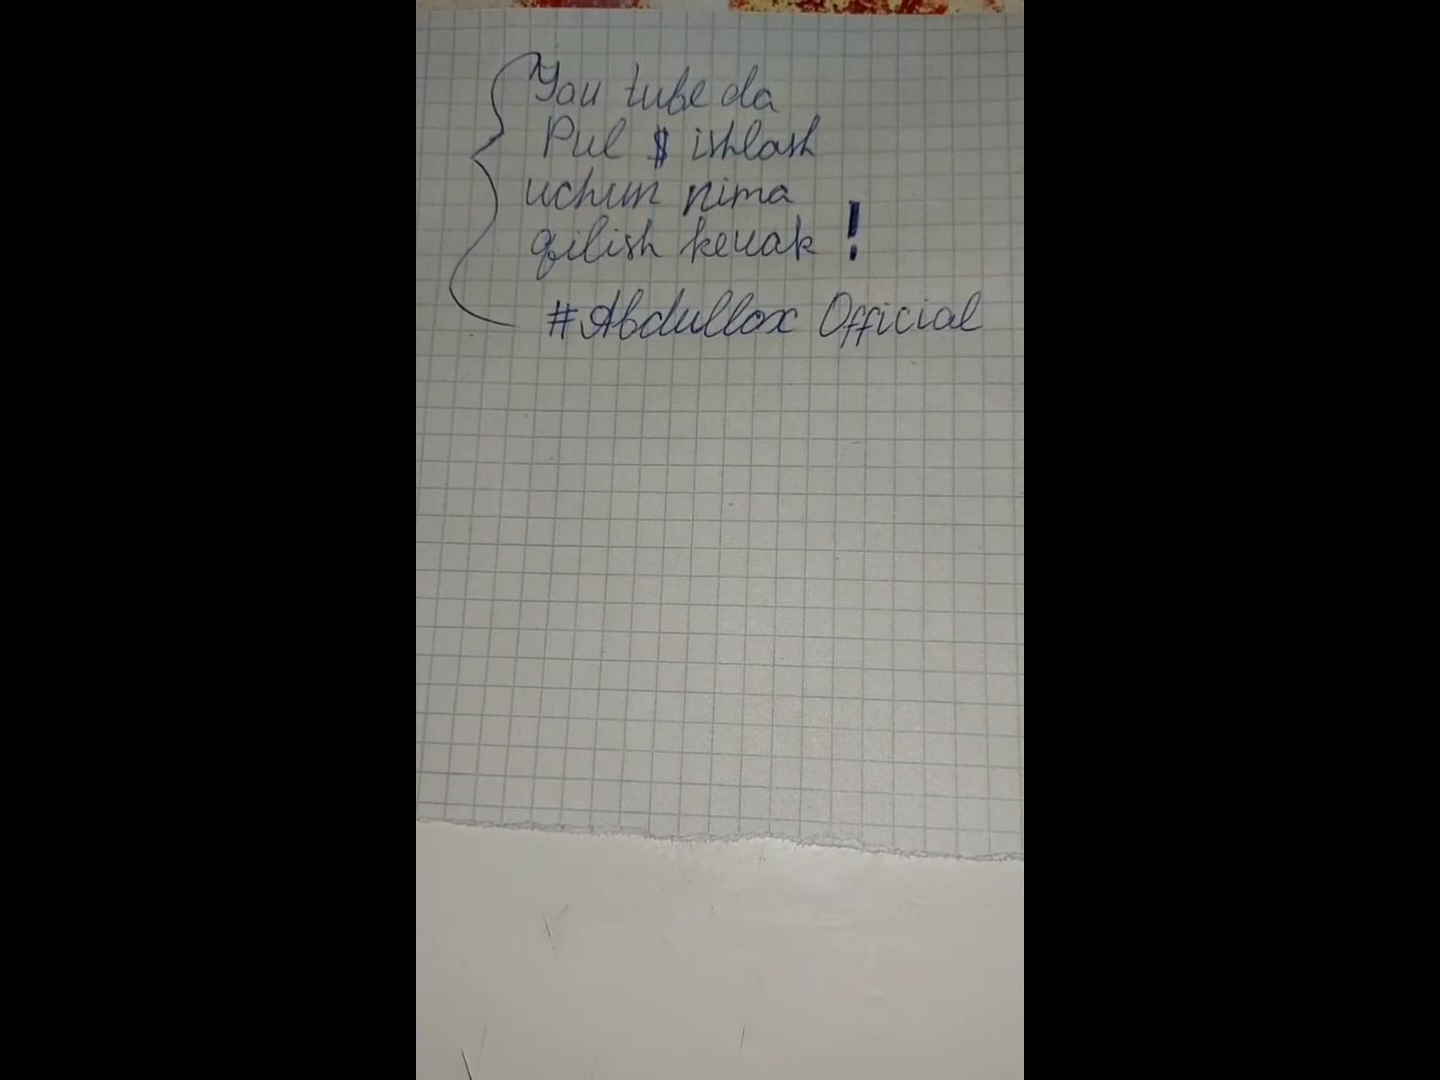 You tube da
Pul $ ishlash
uchun nima
qilish kerak !
#Abdullox Official